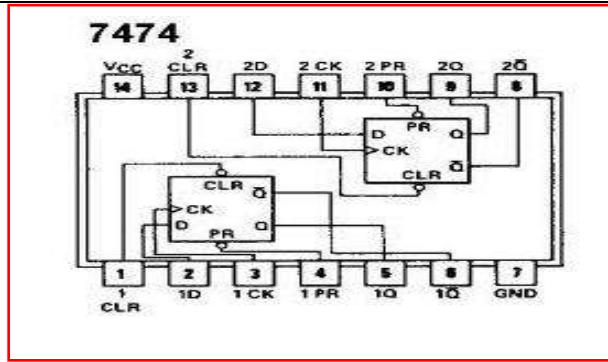 7474
2
VCC CLR 2D 2 CK 2 PR 2Q 2Q̅
14 13 12 11 10 9 8
PR
D Q
CK
Q̅
CLR
CLR Q̅
CK
D Q
PR
1 2 3 4 5 6 7
1 1D 1 CK 1 PR 1Q 1Q̅ GND
CLR